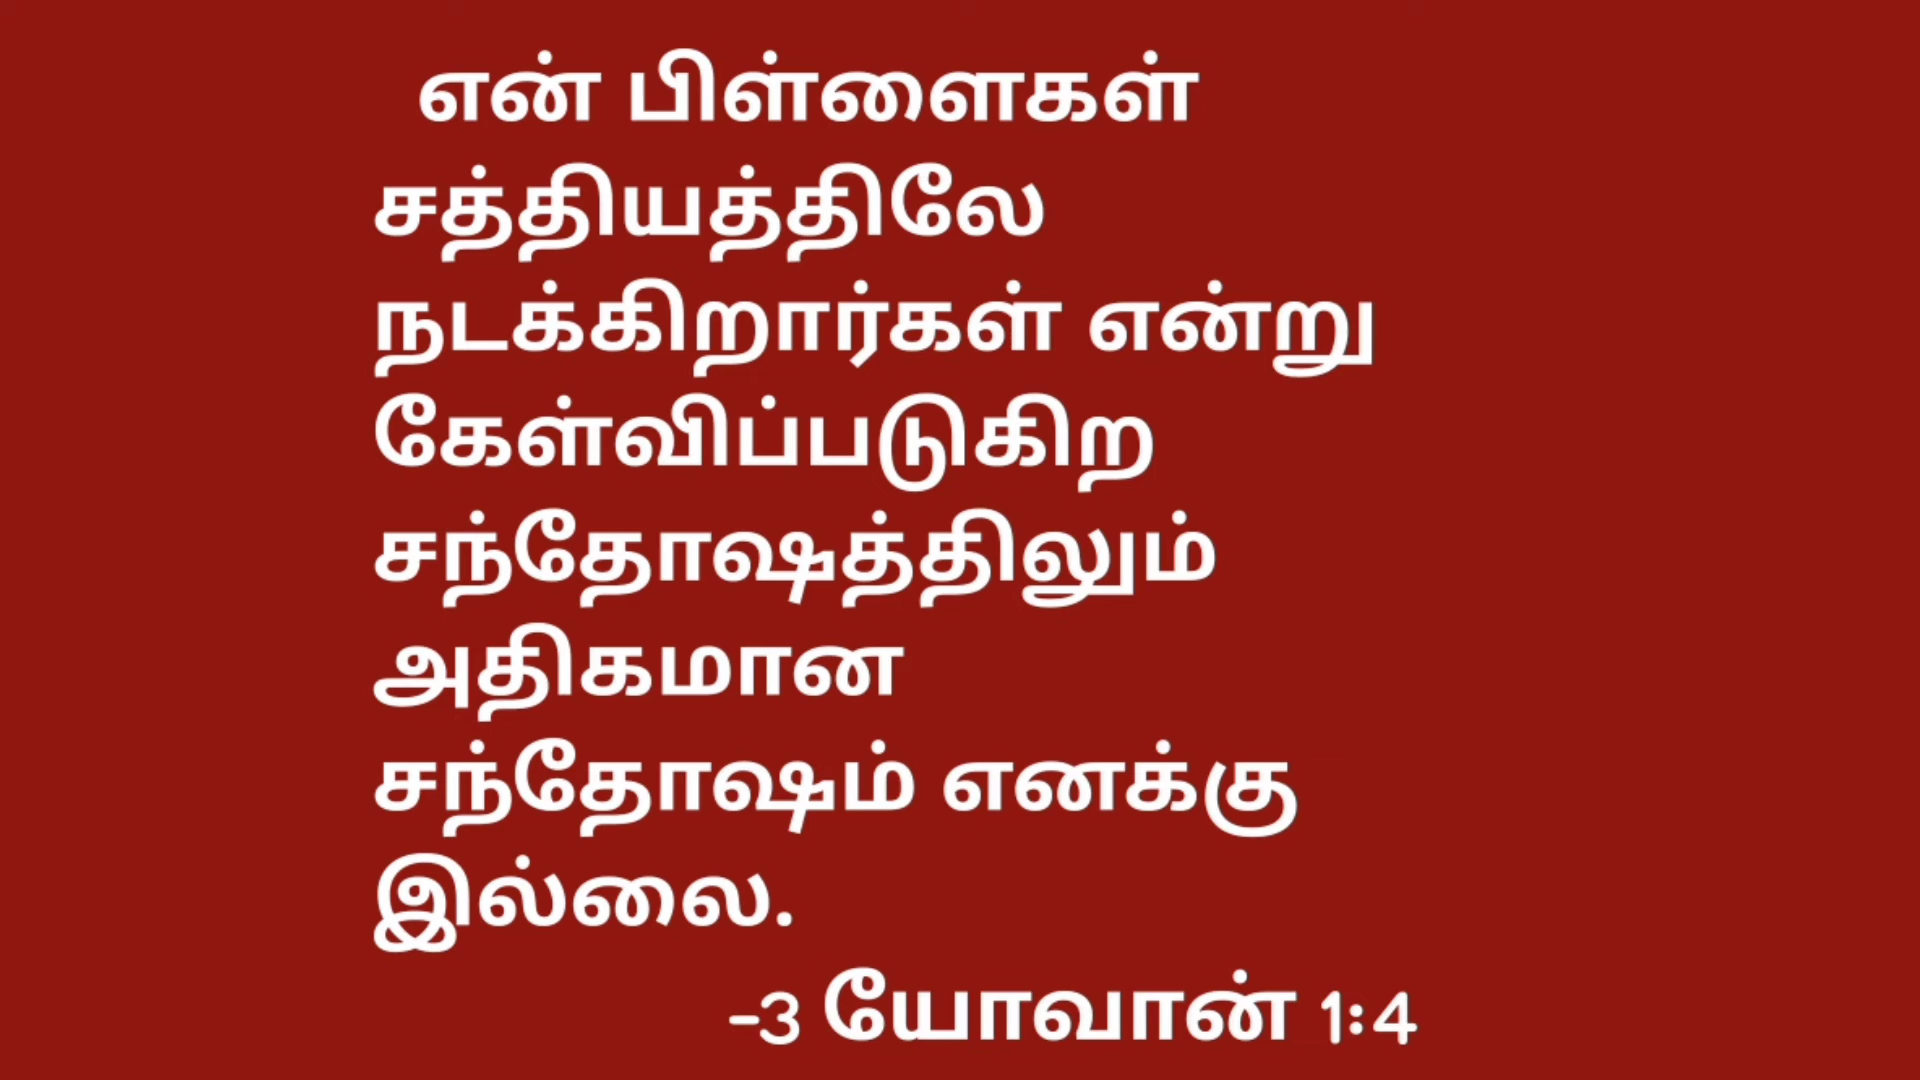 என் பிள்ளைகள்
சத்தியத்திலே
நடக்கிறார்கள் என்று
கேள்விப்படுகிற
சந்தோஷத்திலும்
அதிகமான
சந்தோஷம் எனக்கு
இல்லை.
-3 யோவான் 1:4